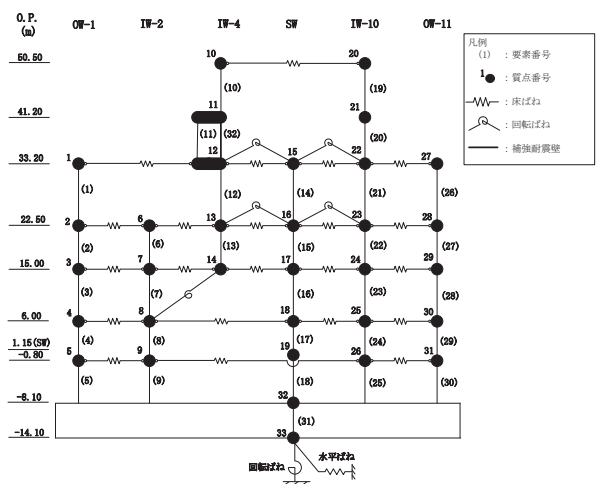 O.P.
(m)
OW-1 IW-2 IW-4 SW IW-10 OW-11
凡例
(1) : 要素番号
1 : 質点番号
: 床ばね
: 回転ばね
: 補強耐震壁
50.50 10 20
(10) (19)
41.20 11 21
(11) (32) (20)
33.20 1 12 15 22 27
(1) (12) (14) (21) (26)
22.50 2 6 13 16 23 28
(2) (6) (13) (15) (22) (27)
15.00 3 7 14 17 24 29
(3) (7) (16) (23) (28)
6.00 4 8 18 25 30
(4) (8) (17) (24) (29)
1.15(SW) 19
-0.80 5 9 26 31
(5) (9) (18) (25) (30)
-8.10 32
(31)
-14.10 33
水平ばね
回転ばね